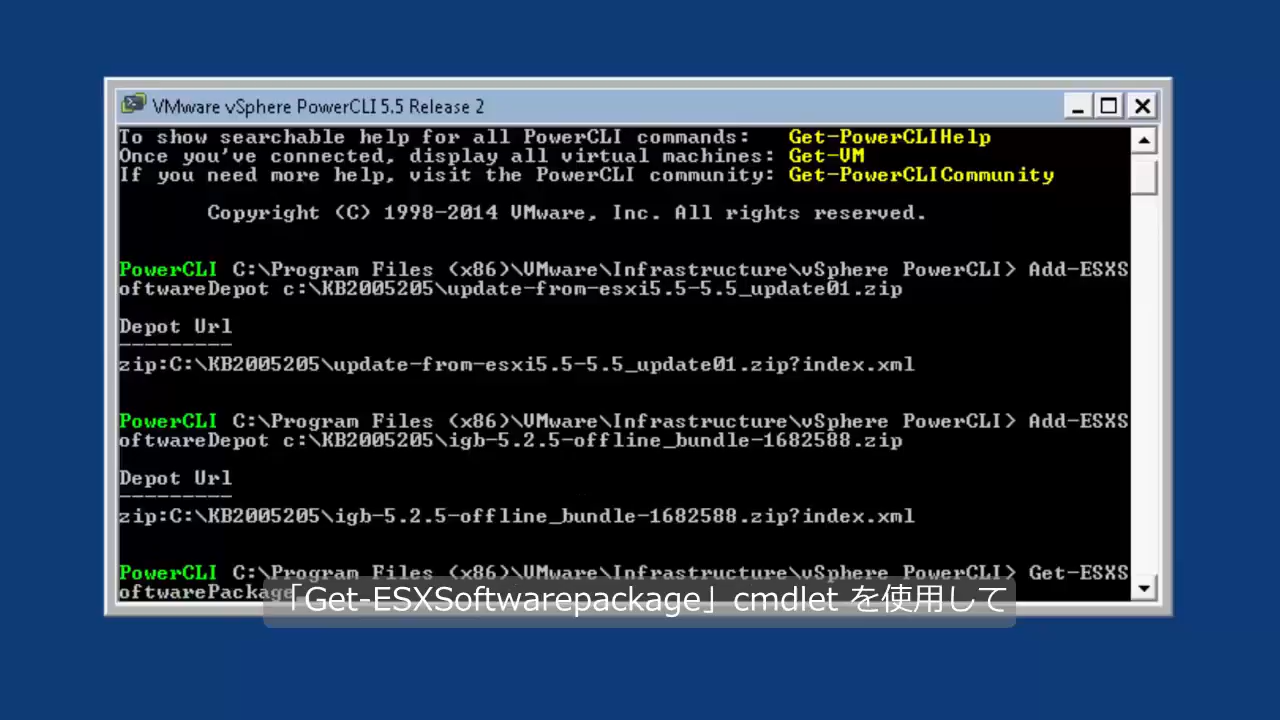 VMware vSphere PowerCLI 5.5 Release 2
To show searchable help for all PowerCLI commands: Get-PowerCLIHelp
Once you've connected, display all virtual machines: Get-VM
If you need more help, visit the PowerCLI community: Get-PowerCLICommunity
Copyright (C) 1998-2014 VMware, Inc. All rights reserved.
PowerCLI C:\Program Files (x86)\VMware\Infrastructure\vSphere PowerCLI> Add-ESXS
oftwareDepot c:\KB2005205\update-from-esxi5.5-5.5_update01.zip
Depot Url
---------
zip:C:\KB2005205\update-from-esxi5.5-5.5_update01.zip?index.xml
PowerCLI C:\Program Files (x86)\VMware\Infrastructure\vSphere PowerCLI> Add-ESXS
oftwareDepot c:\KB2005205\igb-5.2.5-offline_bundle-1682588.zip
Depot Url
---------
zip:C:\KB2005205\igb-5.2.5-offline_bundle-1682588.zip?index.xml
PowerCLI C:\Program Files (x86)\VMware\Infrastructure\vSphere PowerCLI> Get-ESXS
oftwarePackage
「Get-ESXSoftwarepackage」cmdlet を使用して